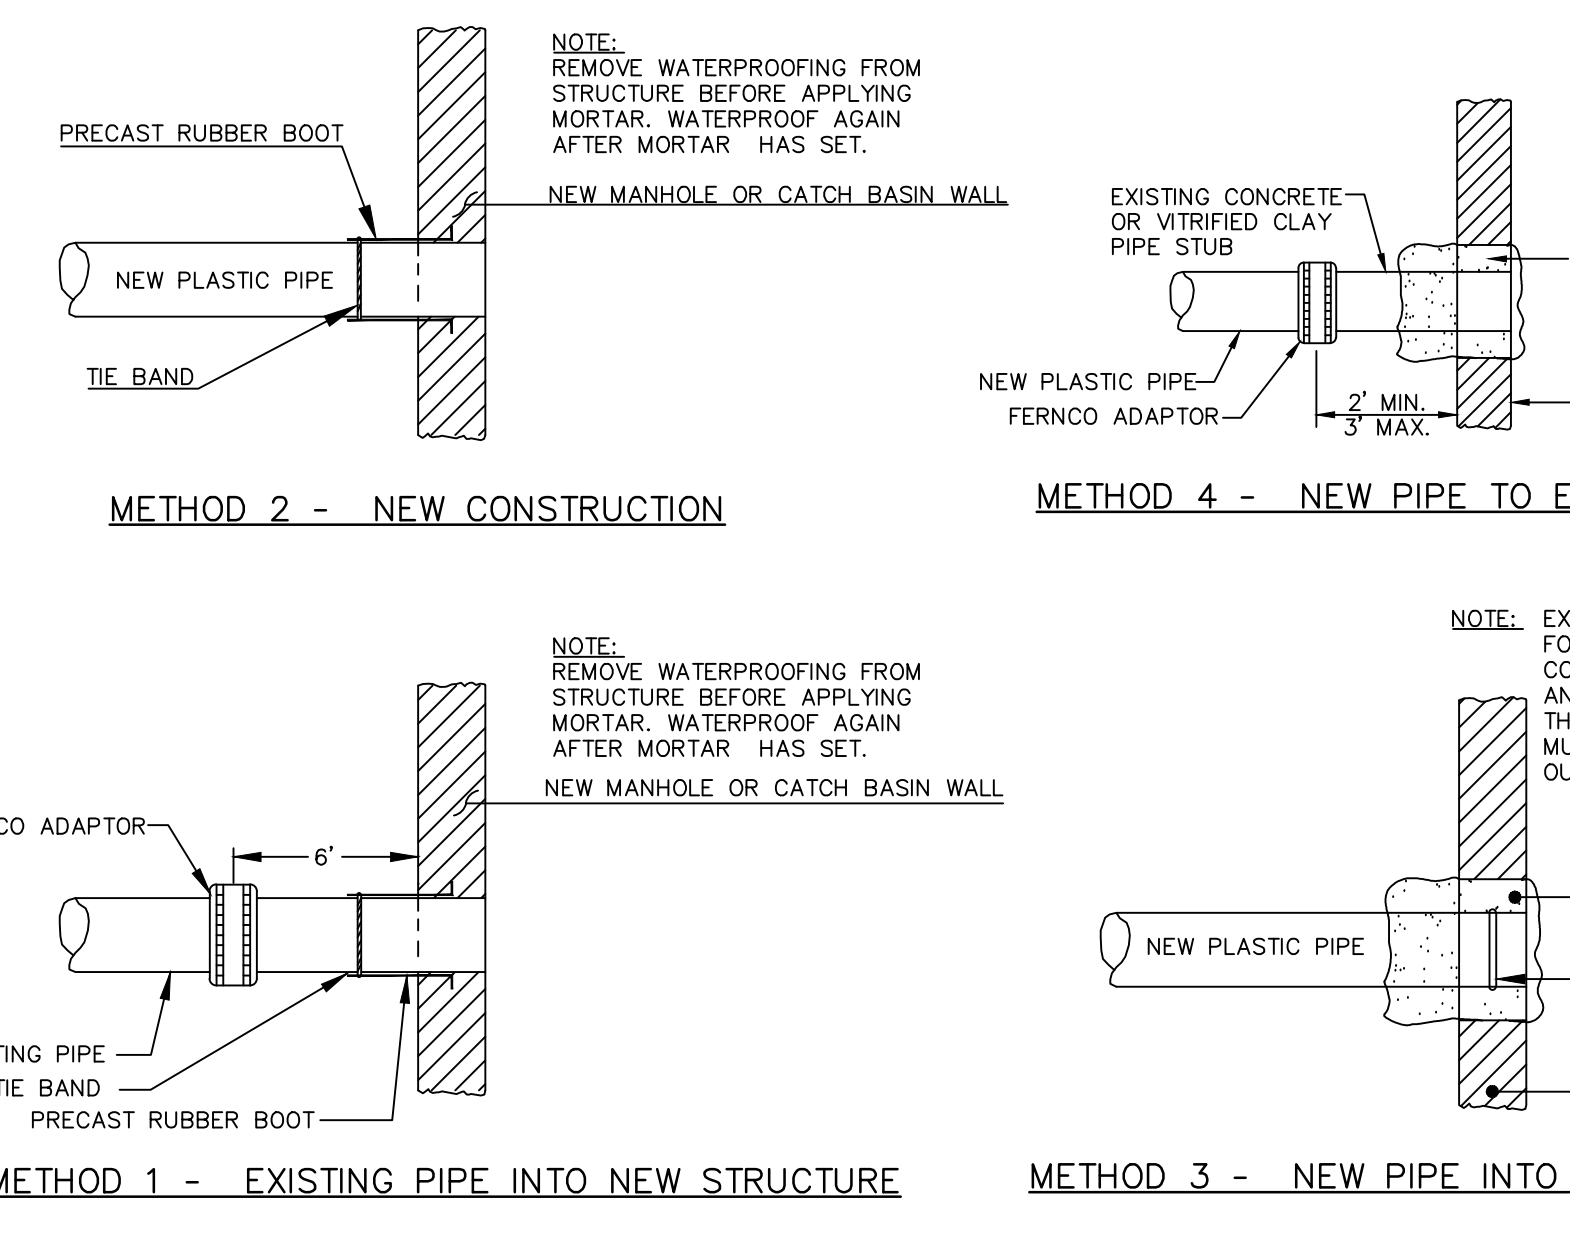 NOTE:
REMOVE WATERPROOFING FROM
STRUCTURE BEFORE APPLYING
MORTAR. WATERPROOF AGAIN
AFTER MORTAR HAS SET.
PRECAST RUBBER BOOT
NEW MANHOLE OR CATCH BASIN WALL
NEW PLASTIC PIPE
TIE BAND
METHOD 2 - NEW CONSTRUCTION
EXISTING CONCRETE
OR VITRIFIED CLAY
PIPE STUB
NEW PLASTIC PIPE
FERNCO ADAPTOR
2' MIN.
3' MAX.
METHOD 4 - NEW PIPE TO E
NOTE:
REMOVE WATERPROOFING FROM
STRUCTURE BEFORE APPLYING
MORTAR. WATERPROOF AGAIN
AFTER MORTAR HAS SET.
NEW MANHOLE OR CATCH BASIN WALL
CO ADAPTOR
6'
TING PIPE
TIE BAND
PRECAST RUBBER BOOT
METHOD 1 - EXISTING PIPE INTO NEW STRUCTURE
NOTE: EX
FO
CO
AN
TH
MU
OU
NEW PLASTIC PIPE
METHOD 3 - NEW PIPE INTO